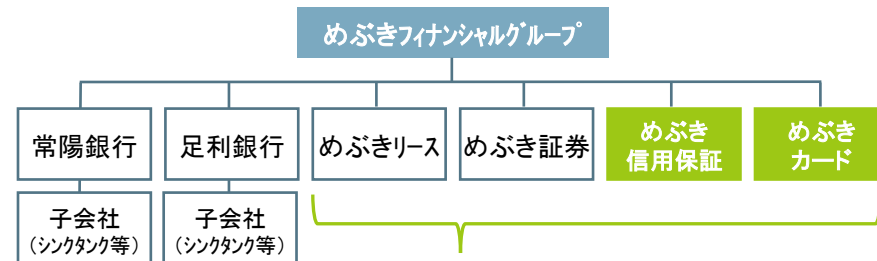 めぶきフィナンシャルグループ
常陽銀行
足利銀行
めぶきリース
めぶき証券
めぶき
信用保証
めぶき
カード
子会社
(シンクタンク等)
子会社
(シンクタンク等)